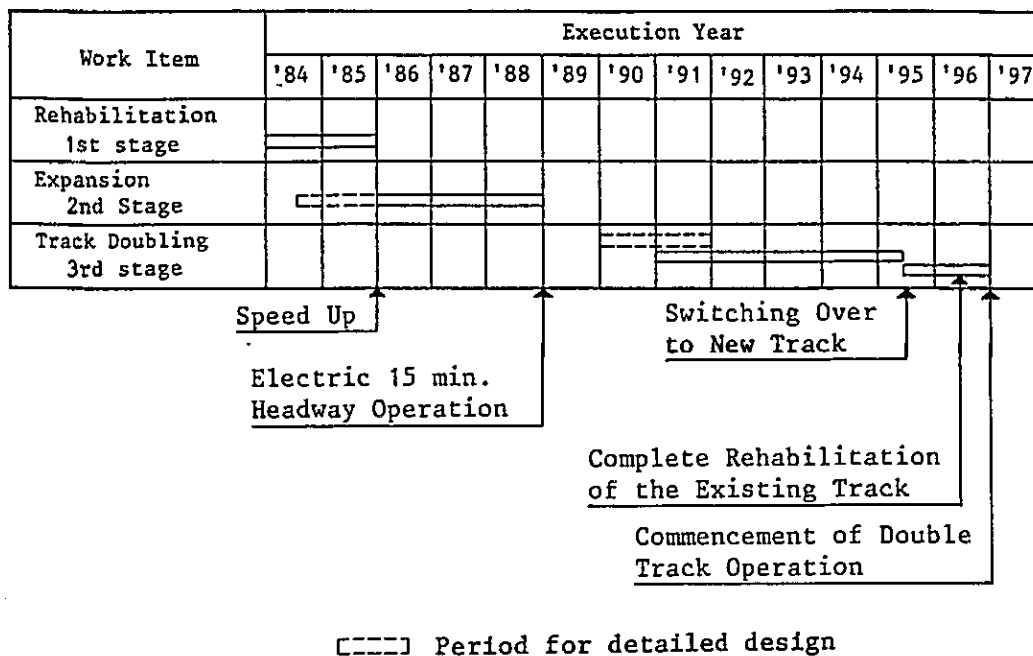 Work Item
Execution Year
'84 '85 '86 '87 '88 '89 '90 '91 '92 '93 '94 '95 '96 '97
Rehabilitation
1st stage
Expansion
2nd Stage
Track Doubling
3rd stage
Speed Up
Switching Over
to New Track
Electric 15 min.
Headway Operation
Complete Rehabilitation
of the Existing Track
Commencement of Double
Track Operation
Period for detailed design